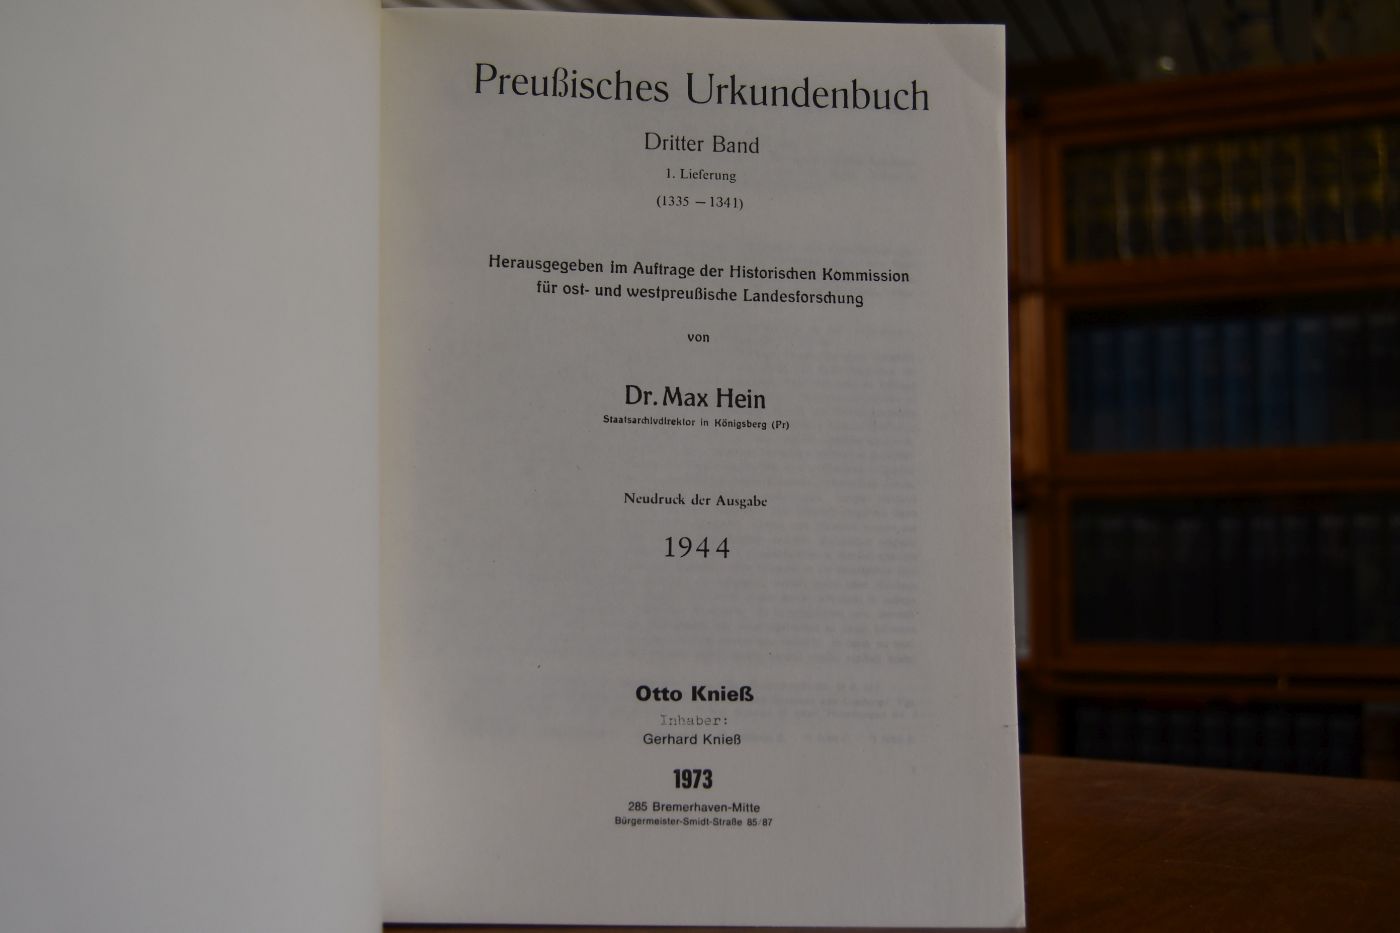 Preußisches Urkundenbuch
Dritter Band
1. Lieferung
(1335 — 1341)
Herausgegeben im Auftrage der Historischen Kommission
für ost- und westpreußische Landesforschung
von
Dr. Max Hein
Staatsarchivdirektor in Königsberg (Pr)
Neudruck der Ausgabe
1944
Otto Knieß
Inhaber:
Gerhard Knieß
1973
285 Bremerhaven-Mitte
Bürgermeister-Smidt-Straße 85/87